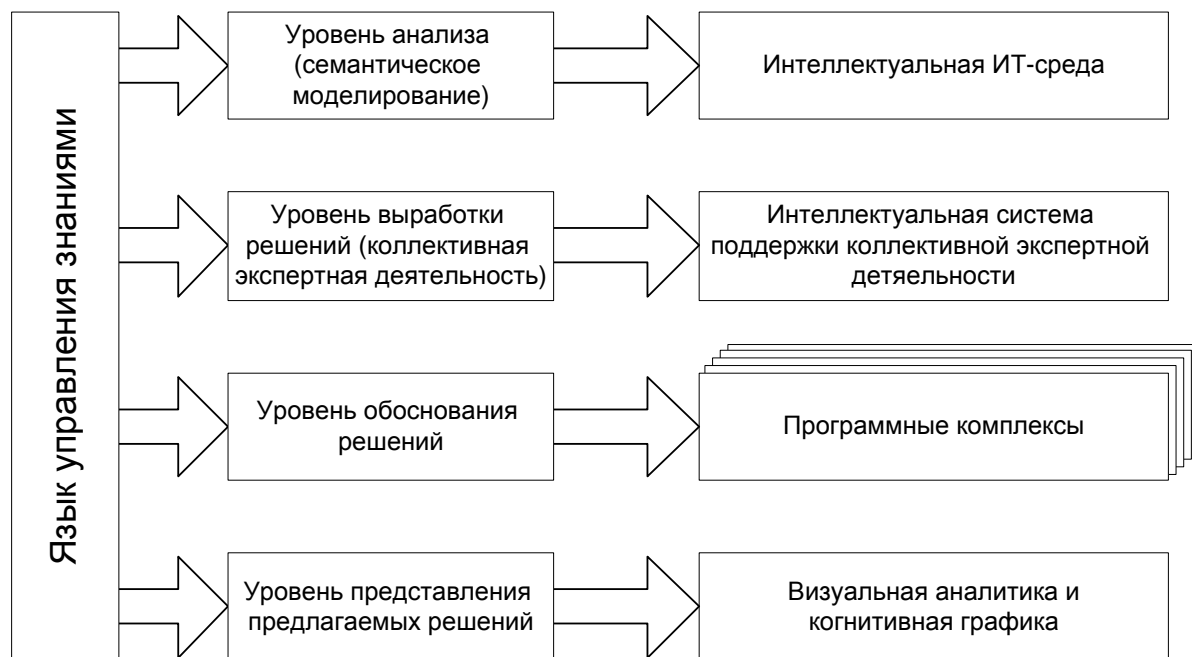 Язык управления знаниями
Уровень анализа
(семантическое
моделирование)
Интеллектуальная ИТ-среда
Уровень выработки
решений (коллективная
экспертная деятельность)
Интеллектуальная система
поддержки коллективной экспертной
детяельности
Уровень обоснования
решений
Программные комплексы
Уровень представления
предлагаемых решений
Визуальная аналитика и
когнитивная графика